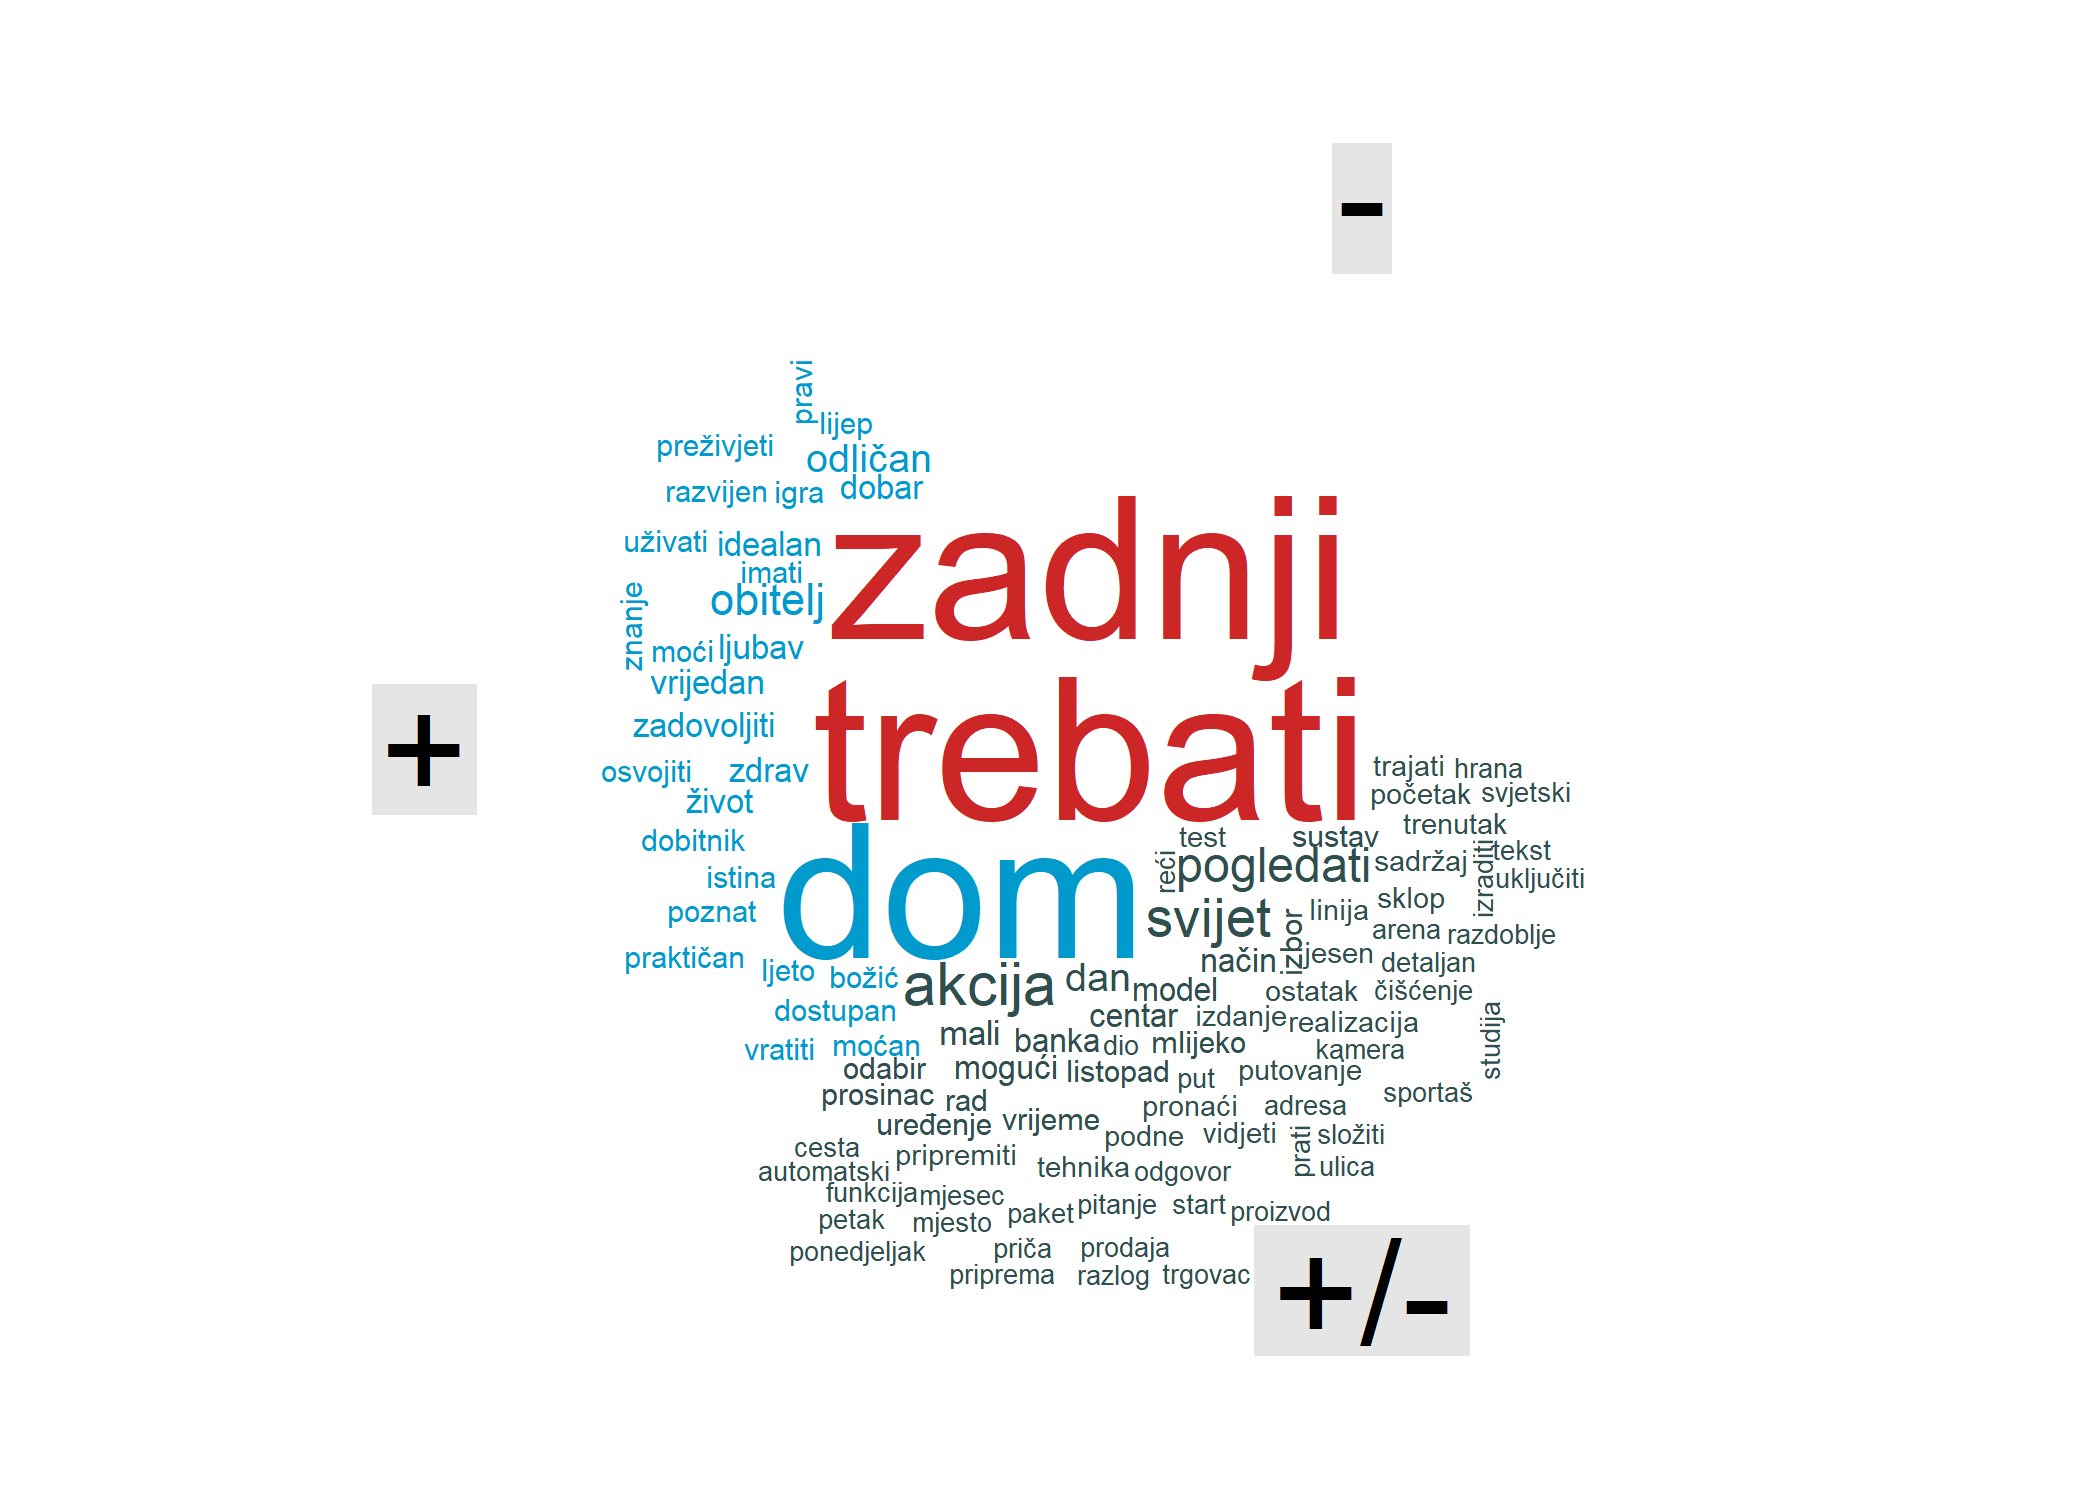 -
pravi
lijep
preživjeti
odličan
razvijen igra dobar
zadnji
uživati idealan
imati
obitelj
znanje
moći ljubav
vrijedan
trebati
zadovoljiti
+
osvojiti zdrav
život
trajati hrana
početak svjetski
dom
dobitnik
test sustav trenutak
reći pogledati sadržaj izraditi tekst
istina
uključiti
poznat
svijet izbor linija sklop
arena razdoblje
praktičan
način jesen detaljan
ljeto božić akcija dan model ostatak čišćenje
dostupan
centar izdanje realizacija studija
vratiti moćan mali banka dio mlijeko kamera
odabir mogući listopad put putovanje
prosinac rad pronaći adresa sportaš
uređenje vrijeme podne vidjeti prati složiti
cesta pripremiti
automatski tehnika odgovor ulica
funkcija mjesec
petak mjesto paket pitanje start proizvod
ponedjeljak priča prodaja
priprema razlog trgovac
+/-